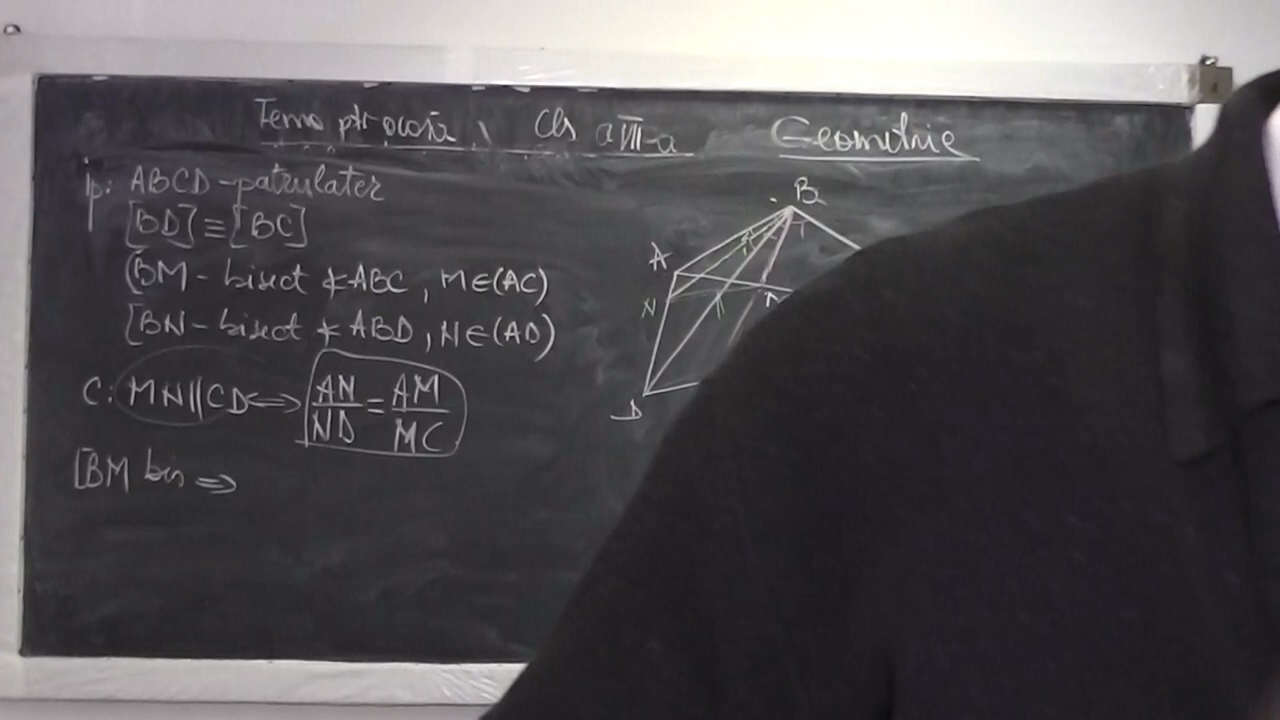 Tema ptr acasă, cls a VII-a Geometrie
ip: ABCD-patrulater
[BD]≡[BC]
(BM - bisect ∢ABC, M∈(AC)
[BN - bisect ∢ABD, N∈(AD)
C: MN||CD⟺ AN/ND = AM/MC
[BM bis ⇒
B
A
N
D